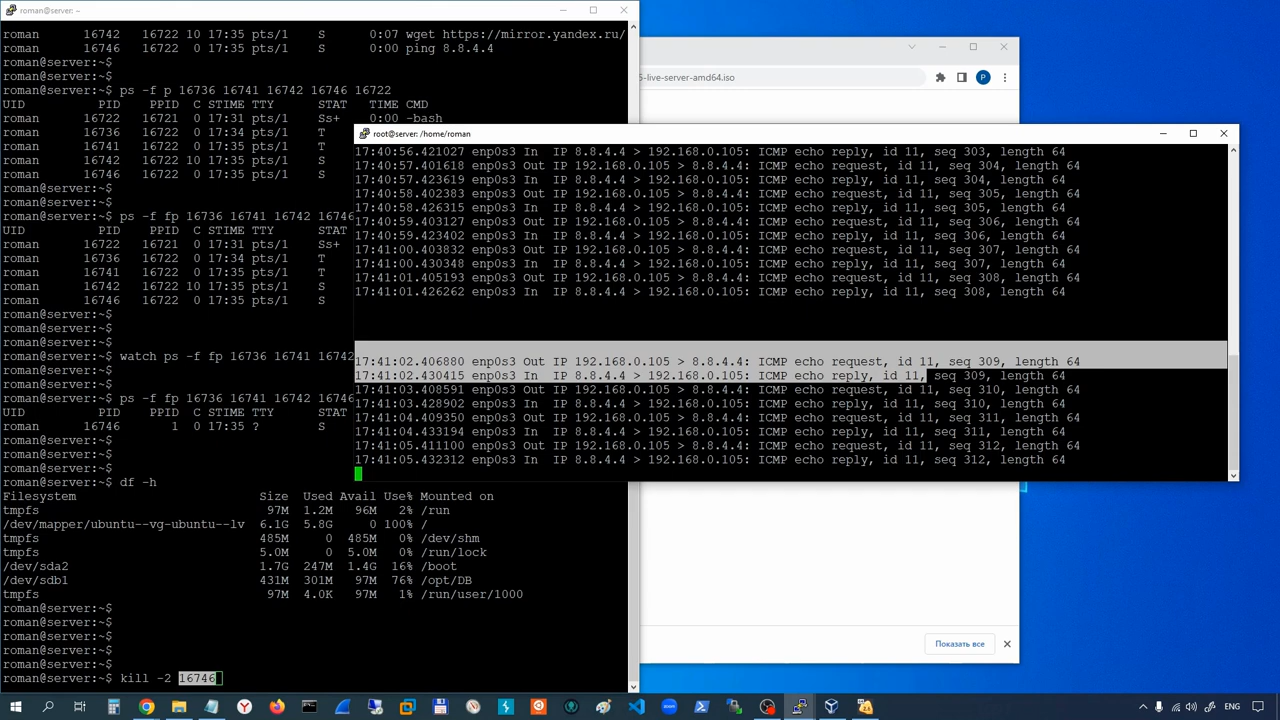 roman@server: ~
roman     16742  16722 10 17:35 pts/1    S      0:07 wget https://mirror.yandex.ru/
roman     16746  16722  0 17:35 pts/1    S      0:00 ping 8.8.4.4
roman@server:~$
roman@server:~$
roman@server:~$ ps -f p 16736 16741 16742 16746 16722
UID         PID   PPID  C STIME TTY      STAT   TIME CMD
roman     16722  16721  0 17:31 pts/1    Ss+    0:00 -bash
roman     16736  16722  0 17:34 pts/1    T
roman     16741  16722  0 17:35 pts/1    T
roman     16742  16722 10 17:35 pts/1    S
roman     16746  16722  0 17:35 pts/1    S
roman@server:~$
roman@server:~$
roman@server:~$ ps -f fp 16736 16741 16742 16746
UID         PID   PPID  C STIME TTY      STAT
roman     16722  16721  0 17:31 pts/1    Ss+
roman     16736  16722  0 17:34 pts/1    T
roman     16741  16722  0 17:35 pts/1    T
roman     16742  16722 10 17:35 pts/1    S
roman     16746  16722  0 17:35 pts/1    S
roman@server:~$
roman@server:~$
roman@server:~$
roman@server:~$ watch ps -f fp 16736 16741 16742
roman@server:~$
roman@server:~$
roman@server:~$ ps -f fp 16736 16741 16742 16746
UID         PID   PPID  C STIME TTY      STAT
roman     16746      1  0 17:35 ?        S
roman@server:~$
roman@server:~$
roman@server:~$
roman@server:~$ df -h
Filesystem                         Size  Used Avail Use% Mounted on
tmpfs                               97M  1.2M   96M   2% /run
/dev/mapper/ubuntu--vg-ubuntu--lv  6.1G  5.8G     0 100% /
tmpfs                              485M     0  485M   0% /dev/shm
tmpfs                              5.0M     0  5.0M   0% /run/lock
/dev/sda2                          1.7G  247M  1.4G  16% /boot
/dev/sdb1                          431M  301M   97M  76% /opt/DB
tmpfs                               97M  4.0K   97M   1% /run/user/1000
roman@server:~$
roman@server:~$
roman@server:~$
roman@server:~$
roman@server:~$
roman@server:~$ kill -2 16746
5-live-server-amd64.iso
P
root@server: /home/roman
17:40:56.421027 enp0s3 In  IP 8.8.4.4 > 192.168.0.105: ICMP echo reply, id 11, seq 303, length 64
17:40:57.401618 enp0s3 Out IP 192.168.0.105 > 8.8.4.4: ICMP echo request, id 11, seq 304, length 64
17:40:57.423619 enp0s3 In  IP 8.8.4.4 > 192.168.0.105: ICMP echo reply, id 11, seq 304, length 64
17:40:58.402383 enp0s3 Out IP 192.168.0.105 > 8.8.4.4: ICMP echo request, id 11, seq 305, length 64
17:40:58.426315 enp0s3 In  IP 8.8.4.4 > 192.168.0.105: ICMP echo reply, id 11, seq 305, length 64
17:40:59.403127 enp0s3 Out IP 192.168.0.105 > 8.8.4.4: ICMP echo request, id 11, seq 306, length 64
17:40:59.423402 enp0s3 In  IP 8.8.4.4 > 192.168.0.105: ICMP echo reply, id 11, seq 306, length 64
17:41:00.403832 enp0s3 Out IP 192.168.0.105 > 8.8.4.4: ICMP echo request, id 11, seq 307, length 64
17:41:00.430348 enp0s3 In  IP 8.8.4.4 > 192.168.0.105: ICMP echo reply, id 11, seq 307, length 64
17:41:01.405193 enp0s3 Out IP 192.168.0.105 > 8.8.4.4: ICMP echo request, id 11, seq 308, length 64
17:41:01.426262 enp0s3 In  IP 8.8.4.4 > 192.168.0.105: ICMP echo reply, id 11, seq 308, length 64
17:41:02.406880 enp0s3 Out IP 192.168.0.105 > 8.8.4.4: ICMP echo request, id 11, seq 309, length 64
17:41:02.430415 enp0s3 In  IP 8.8.4.4 > 192.168.0.105: ICMP echo reply, id 11, seq 309, length 64
17:41:03.408591 enp0s3 Out IP 192.168.0.105 > 8.8.4.4: ICMP echo request, id 11, seq 310, length 64
17:41:03.428902 enp0s3 In  IP 8.8.4.4 > 192.168.0.105: ICMP echo reply, id 11, seq 310, length 64
17:41:04.409350 enp0s3 Out IP 192.168.0.105 > 8.8.4.4: ICMP echo request, id 11, seq 311, length 64
17:41:04.433194 enp0s3 In  IP 8.8.4.4 > 192.168.0.105: ICMP echo reply, id 11, seq 311, length 64
17:41:05.411100 enp0s3 Out IP 192.168.0.105 > 8.8.4.4: ICMP echo request, id 11, seq 312, length 64
17:41:05.432312 enp0s3 In  IP 8.8.4.4 > 192.168.0.105: ICMP echo reply, id 11, seq 312, length 64
Показать все
ENG